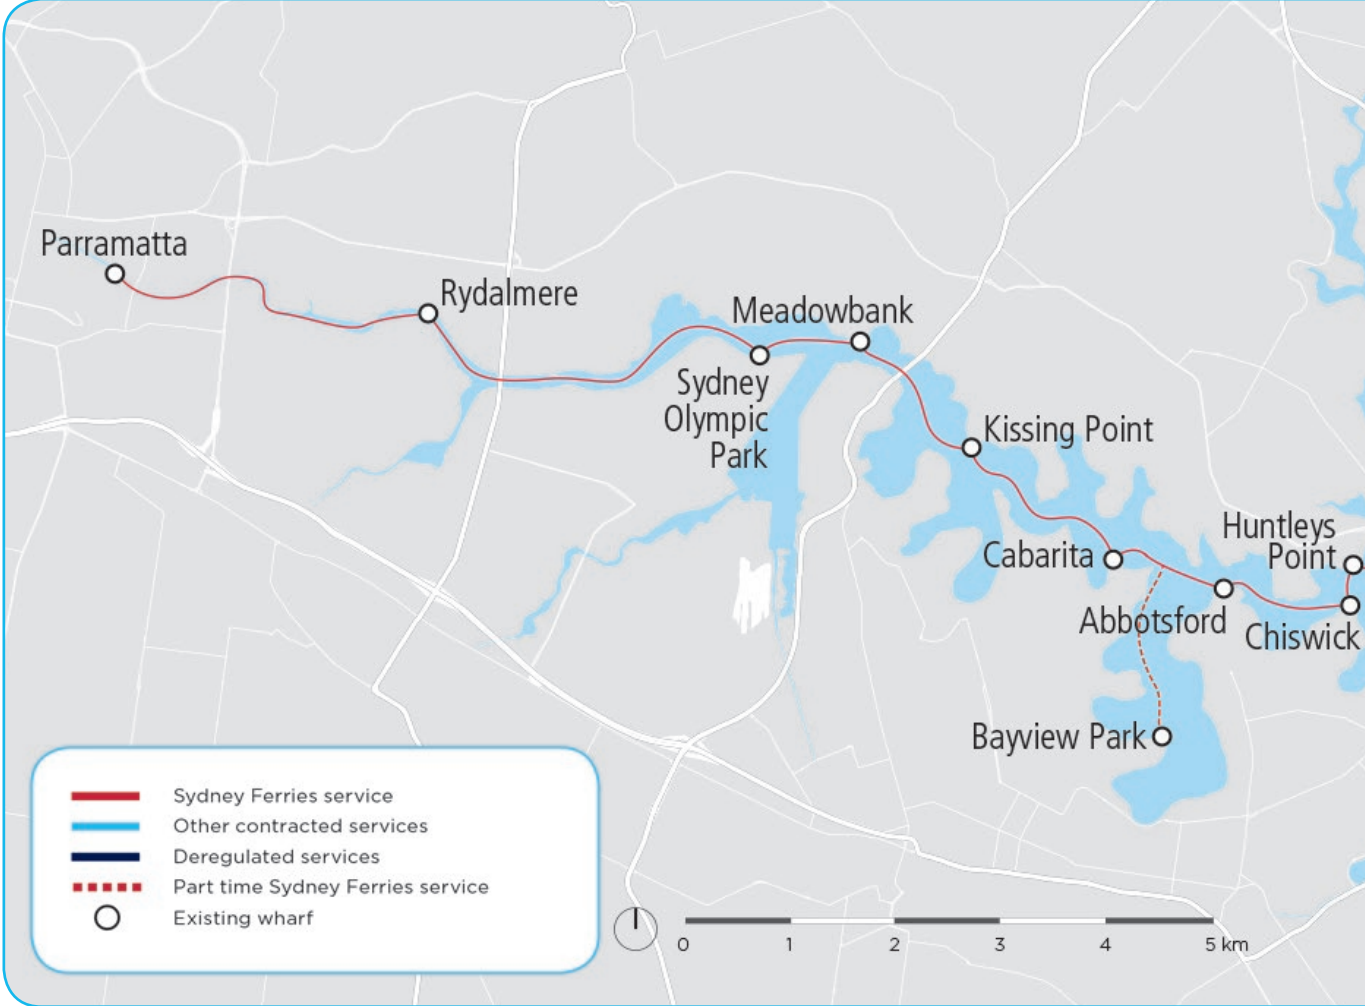 Parramatta
Rydalmere
Meadowbank
Sydney
Olympic
Park
Kissing Point
Huntleys
Point
Cabarita
Abbotsford
Chiswick
Bayview Park
Sydney Ferries service
Other contracted services
Deregulated services
Part time Sydney Ferries service
Existing wharf
0 1 2 3 4 5 km